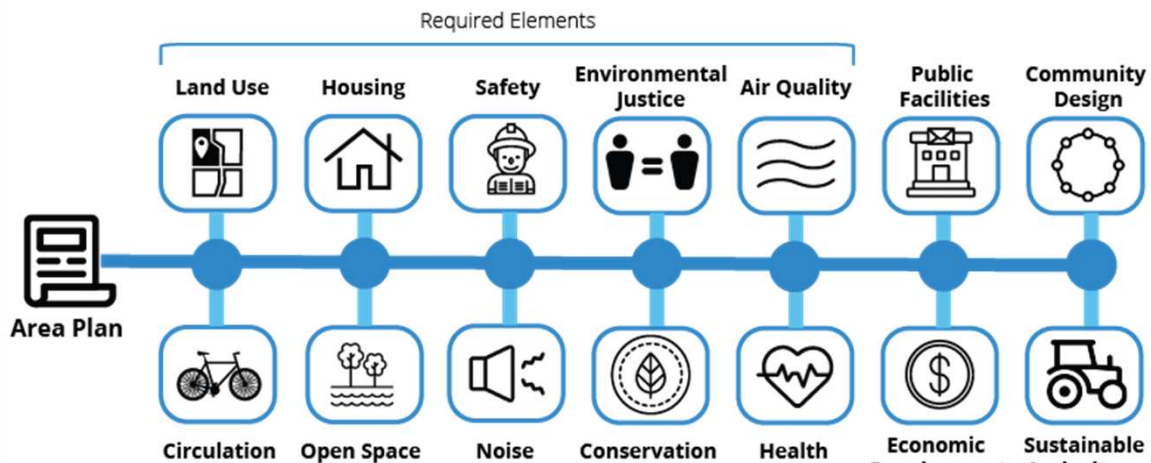 Required Elements
Land Use
Housing
Safety
Environmental
Justice
Air Quality
Public
Facilities
Community
Design
Area Plan
Circulation
Open Space
Noise
Conservation
Health
Economic
Sustainable